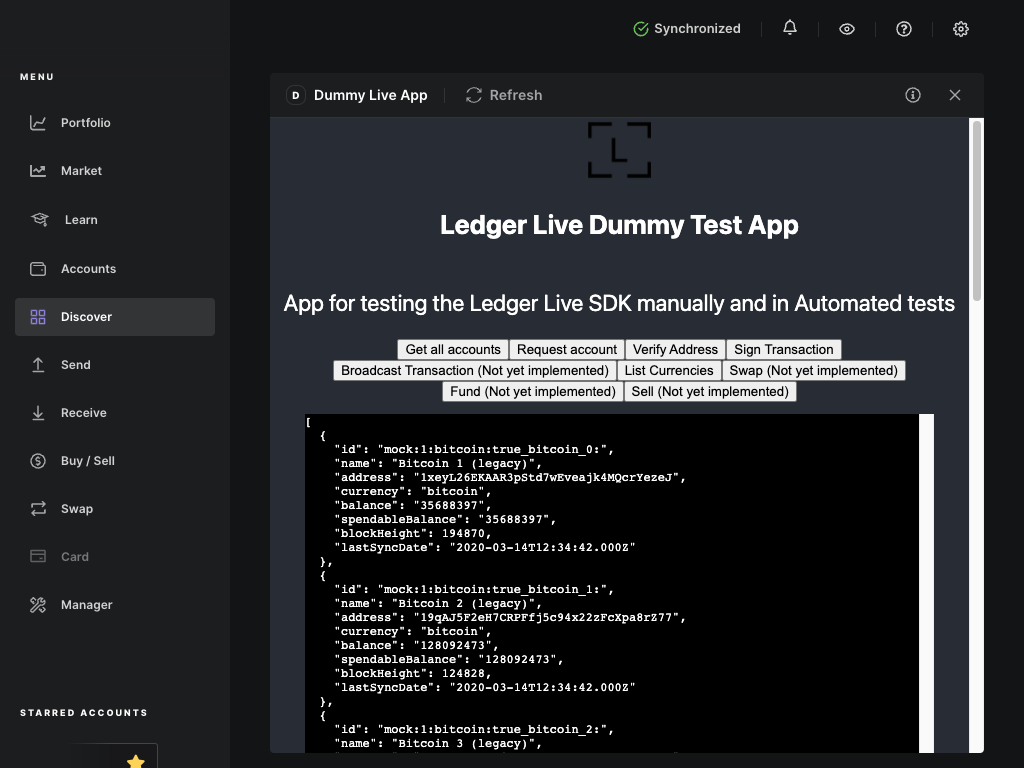 Synchronized
MENU
Portfolio
Market
Learn
Accounts
Discover
Send
Receive
Buy / Sell
Swap
Card
Manager
STARRED ACCOUNTS
D Dummy Live App
Refresh
L
Ledger Live Dummy Test App
App for testing the Ledger Live SDK manually and in Automated tests
Get all accounts Request account Verify Address Sign Transaction
Broadcast Transaction (Not yet implemented) List Currencies Swap (Not yet implemented)
Fund (Not yet implemented) Sell (Not yet implemented)
[
{
"id": "mock:1:bitcoin:true_bitcoin_0:",
"name": "Bitcoin 1 (legacy)",
"address": "1xeyL26EKAAR3pStd7wEveajk4MQcrYezeJ",
"currency": "bitcoin",
"balance": "35688397",
"spendableBalance": "35688397",
"blockHeight": 194870,
"lastSyncDate": "2020-03-14T12:34:42.000Z"
},
{
"id": "mock:1:bitcoin:true_bitcoin_1:",
"name": "Bitcoin 2 (legacy)",
"address": "19qAJ5F2eH7CRPFfj5c94x22zFcXpa8rZ77",
"currency": "bitcoin",
"balance": "128092473",
"spendableBalance": "128092473",
"blockHeight": 124828,
"lastSyncDate": "2020-03-14T12:34:42.000Z"
},
{
"id": "mock:1:bitcoin:true_bitcoin_2:",
"name": "Bitcoin 3 (legacy)",